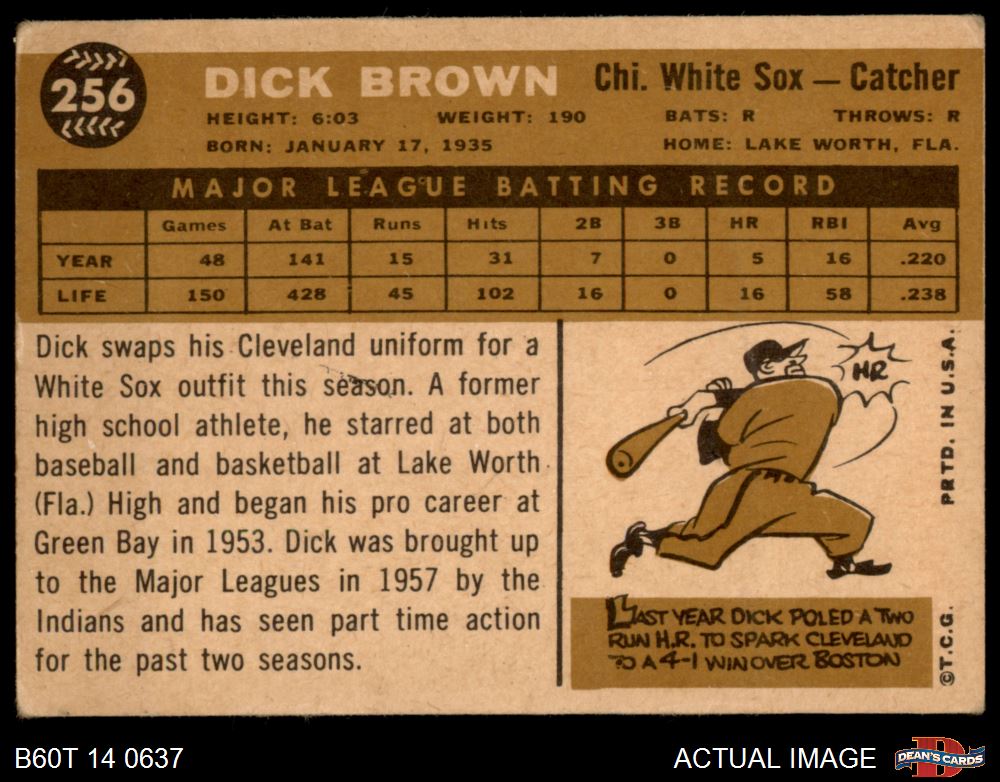 256
DICK BROWN
Chi. White Sox — Catcher
HEIGHT: 6:03 WEIGHT: 190 BATS: R THROWS: R
BORN: JANUARY 17, 1935 HOME: LAKE WORTH, FLA.
MAJOR LEAGUE BATTING RECORD
Games At Bat Runs Hits 2B 3B HR RBI Avg
YEAR 48 141 15 31 7 0 5 16 .220
LIFE 150 428 45 102 16 0 16 58 .238
Dick swaps his Cleveland uniform for a
White Sox outfit this season. A former
high school athlete, he starred at both
baseball and basketball at Lake Worth
(Fla.) High and began his pro career at
Green Bay in 1953. Dick was brought up
to the Major Leagues in 1957 by the
Indians and has seen part time action
for the past two seasons.
HR
LAST YEAR DICK POLED A TWO
RUN H.R. TO SPARK CLEVELAND
TO A 4-1 WIN OVER BOSTON
©T.C.G. PRTD. IN U.S.A.
B60T 14 0637
ACTUAL IMAGE
D
DEAN'S CARDS